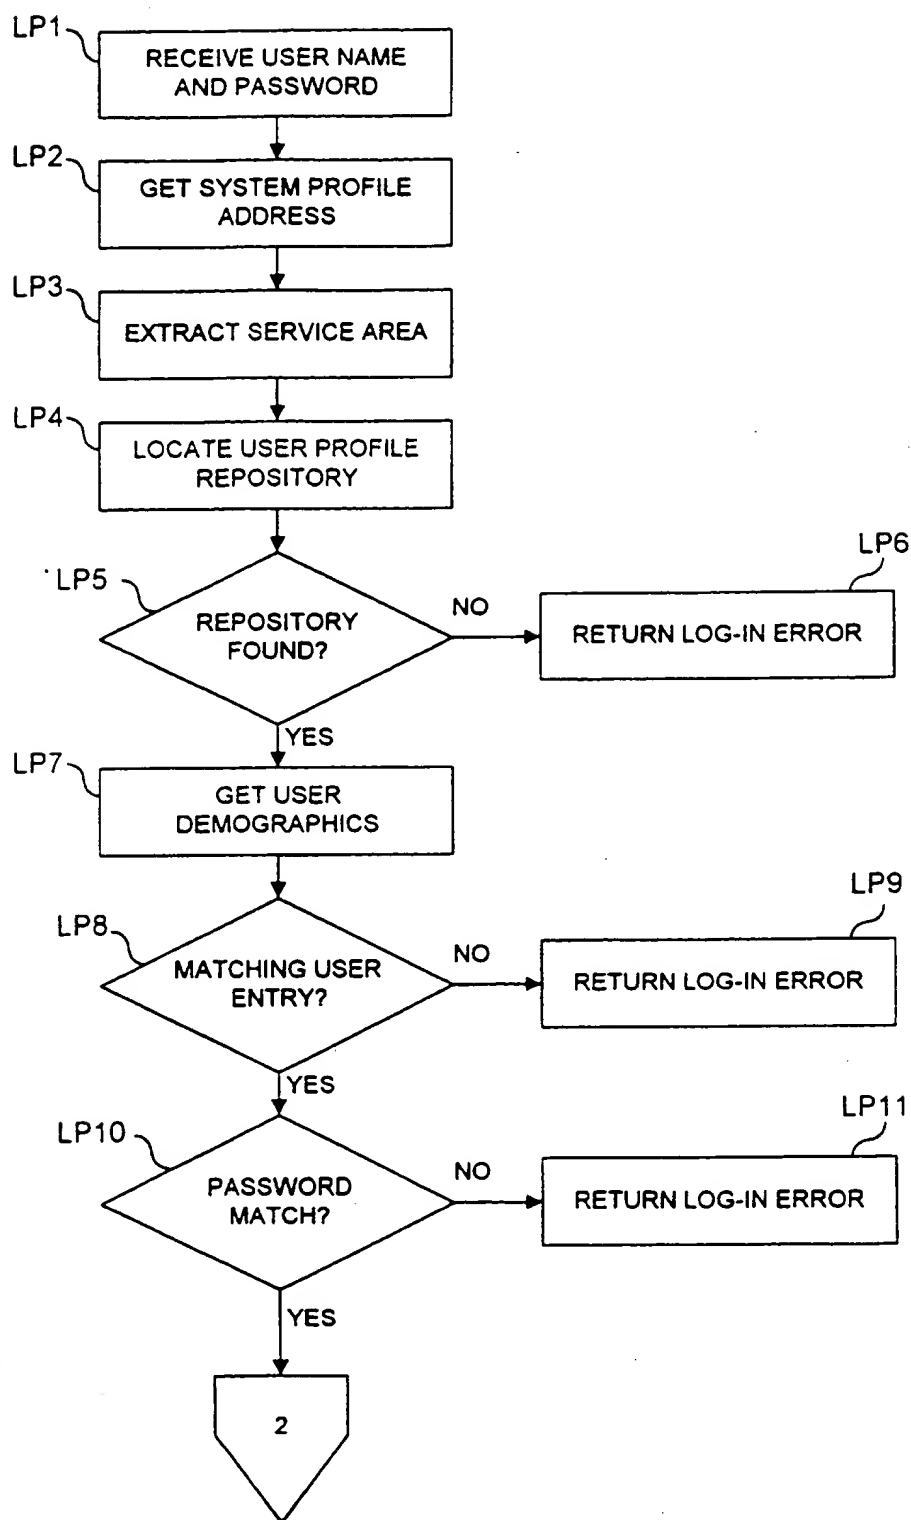 LP1
RECEIVE USER NAME
AND PASSWORD
LP2
GET SYSTEM PROFILE
ADDRESS
LP3
EXTRACT SERVICE AREA
LP4
LOCATE USER PROFILE
REPOSITORY
LP5
REPOSITORY
FOUND?
NO
LP6
RETURN LOG-IN ERROR
YES
LP7
GET USER
DEMOGRAPHICS
LP8
MATCHING USER
ENTRY?
NO
LP9
RETURN LOG-IN ERROR
YES
LP10
PASSWORD
MATCH?
NO
LP11
RETURN LOG-IN ERROR
YES
2